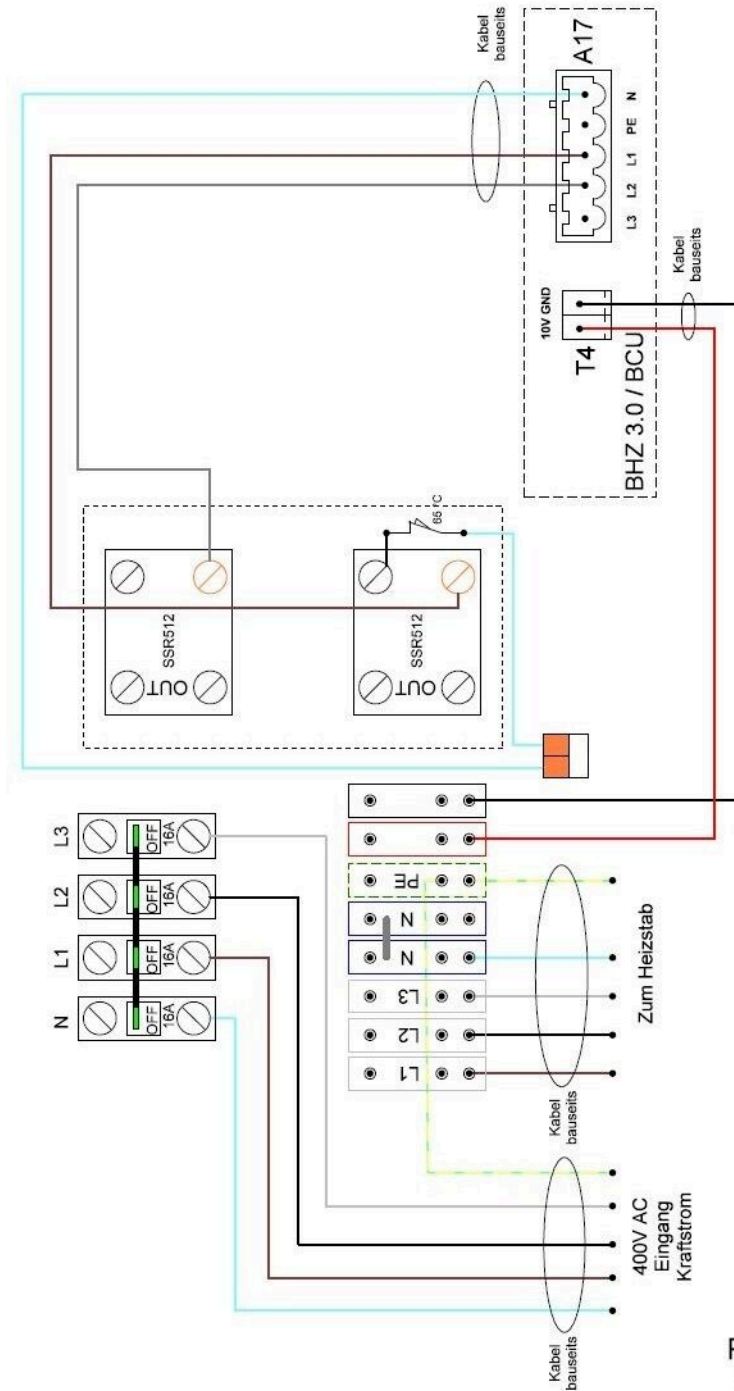 Kabel
bauseits
A17
N
PE
L1
L2
L3
10V GND
T4
Kabel
bauseits
BHZ 3.0 / BCU
SSR512
OUT
65°C
SSR512
OUT
L3
OFF
16A
L2
OFF
16A
L1
OFF
16A
N
OFF
16A
PE
N
N
L3
L2
L1
Zum Heizstab
Kabel
bauseits
400V AC
Eingang
Kraftstrom
Kabel
bauseits